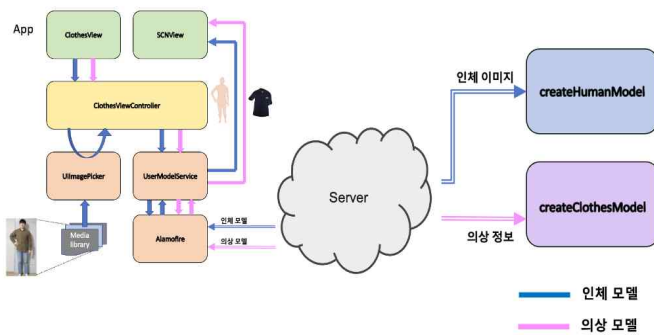 App
ClothesView
SCNView
ClothesViewController
UIImagePicker
UserModelService
Media
library
Alamofire
인체 모델
의상 모델
Server
인체 이미지
createHumanModel
createClothesModel
의상 정보
인체 모델
의상 모델